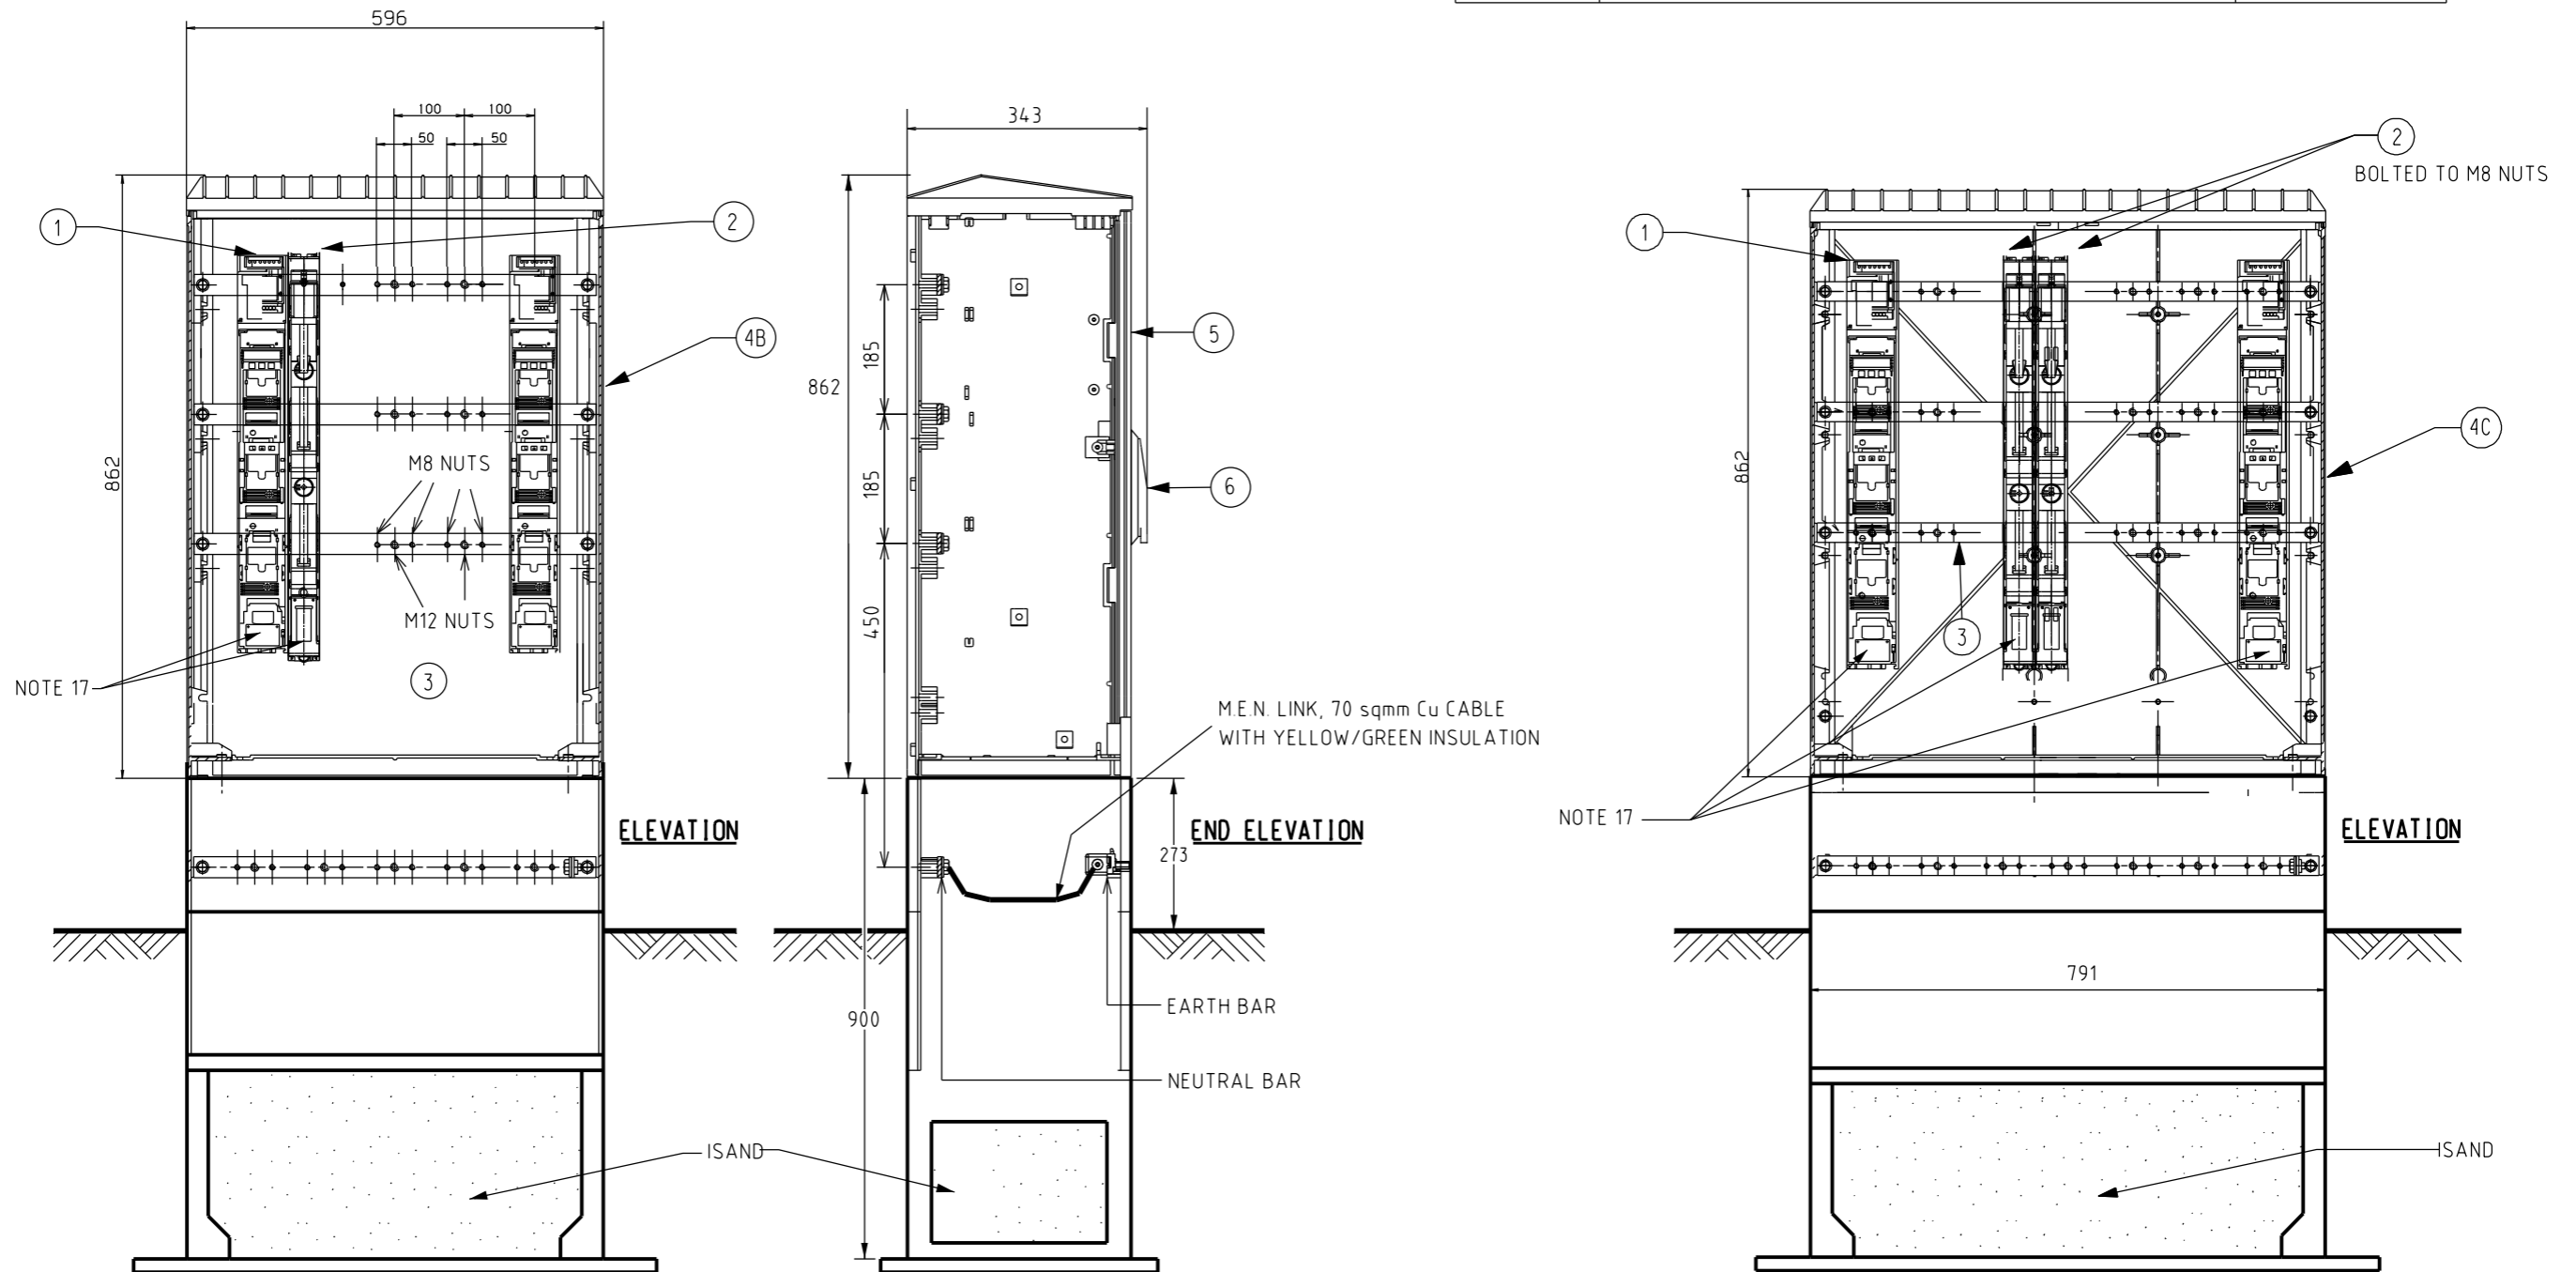 596
100 100
50 50
1
2
4B
862
M8 NUTS
M12 NUTS
3
NOTE 17
ELEVATION
343
862
185
185
450
5
6
M.E.N. LINK, 70 sqmm Cu CABLE
WITH YELLOW/GREEN INSULATION
END ELEVATION
273
900
EARTH BAR
NEUTRAL BAR
ISAND
2
BOLTED TO M8 NUTS
1
862
4C
3
NOTE 17
ELEVATION
791
ISAND